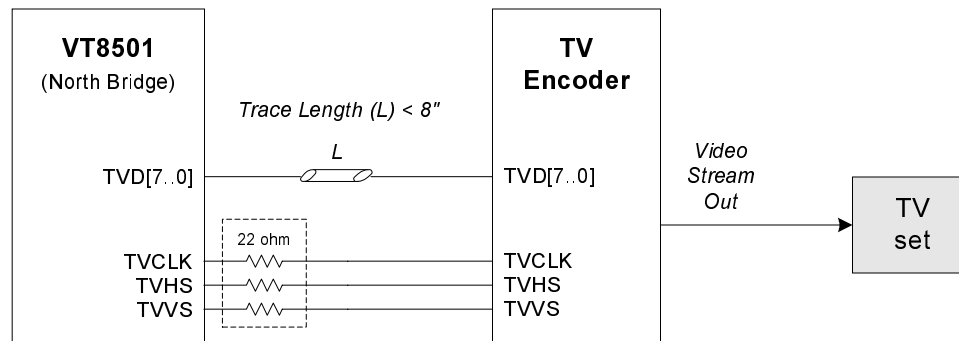 VT8501
(North Bridge)
TV
Encoder
Trace Length (L) < 8"
L
Video
Stream
Out
TVD[7..0]
TVD[7..0]
TV
set
22 ohm
TVCLK
TVCLK
TVHS
TVHS
TVVS
TVVS